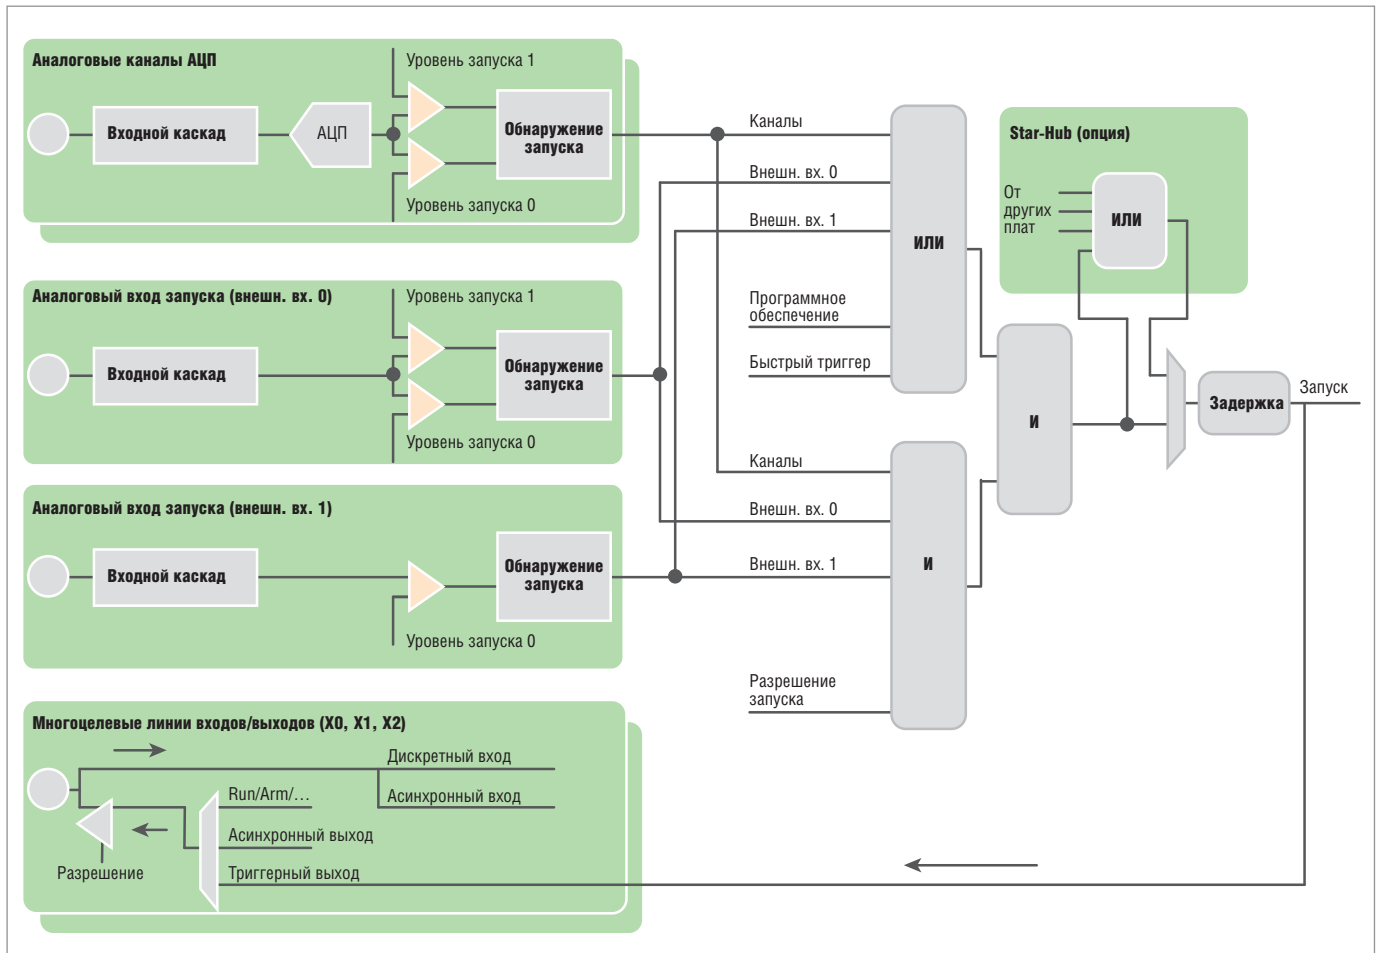 Аналоговые каналы АЦП
Уровень запуска 1
Входной каскад
АЦП
Обнаружение
запуска
Уровень запуска 0
Аналоговый вход запуска (внешн. вх. 0)
Уровень запуска 1
Входной каскад
Обнаружение
запуска
Уровень запуска 0
Аналоговый вход запуска (внешн. вх. 1)
Входной каскад
Обнаружение
запуска
Уровень запуска 0
Многоцелевые линии входов/выходов (X0, X1, X2)
Дискретный вход
Run/Arm/...
Асинхронный вход
Асинхронный выход
Разрешение
Триггерный выход
Каналы
Внешн. вх. 0
Внешн. вх. 1
ИЛИ
Программное
обеспечение
Быстрый триггер
Каналы
Внешн. вх. 0
Внешн. вх. 1
И
Разрешение
запуска
И
Star-Hub (опция)
От
других
плат
ИЛИ
Задержка
Запуск